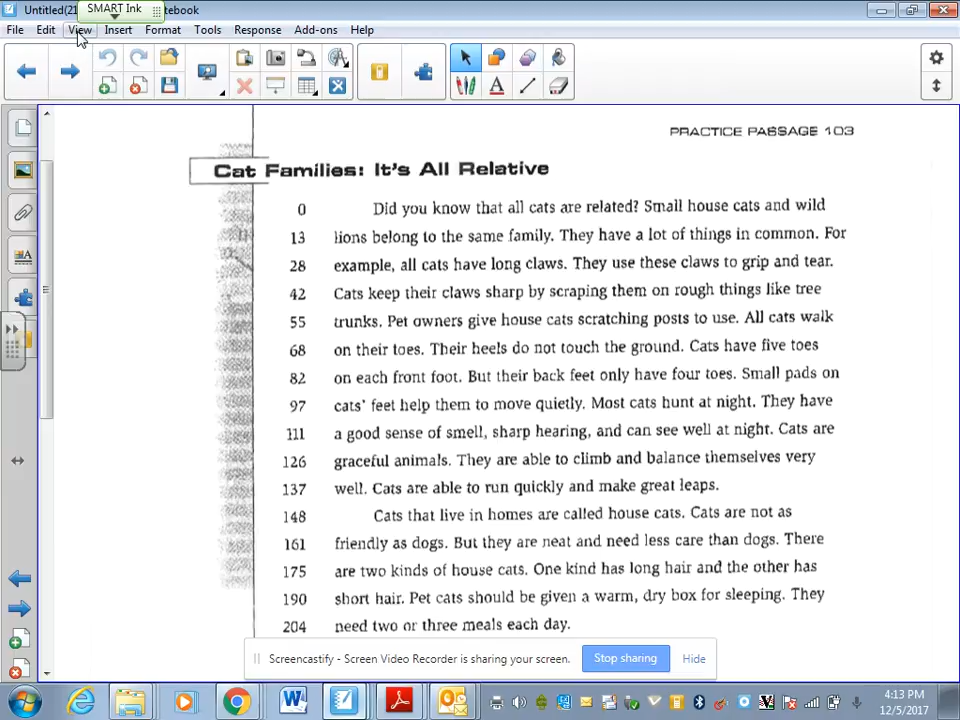 Untitled(21
SMART Ink
tebook
File Edit View Insert Format Tools Response Add-ons Help
PRACTICE PASSAGE 103
Cat Families: It's All Relative
0 Did you know that all cats are related? Small house cats and wild
13 lions belong to the same family. They have a lot of things in common. For
28 example, all cats have long claws. They use these claws to grip and tear.
42 Cats keep their claws sharp by scraping them on rough things like tree
55 trunks. Pet owners give house cats scratching posts to use. All cats walk
68 on their toes. Their heels do not touch the ground. Cats have five toes
82 on each front foot. But their back feet only have four toes. Small pads on
97 cats' feet help them to move quietly. Most cats hunt at night. They have
111 a good sense of smell, sharp hearing, and can see well at night. Cats are
126 graceful animals. They are able to climb and balance themselves very
137 well. Cats are able to run quickly and make great leaps.
148 Cats that live in homes are called house cats. Cats are not as
161 friendly as dogs. But they are neat and need less care than dogs. There
175 are two kinds of house cats. One kind has long hair and the other has
190 short hair. Pet cats should be given a warm, dry box for sleeping. They
204 need two or three meals each day.
Screencastify - Screen Video Recorder is sharing your screen. Stop sharing Hide
4:13 PM
12/5/2017